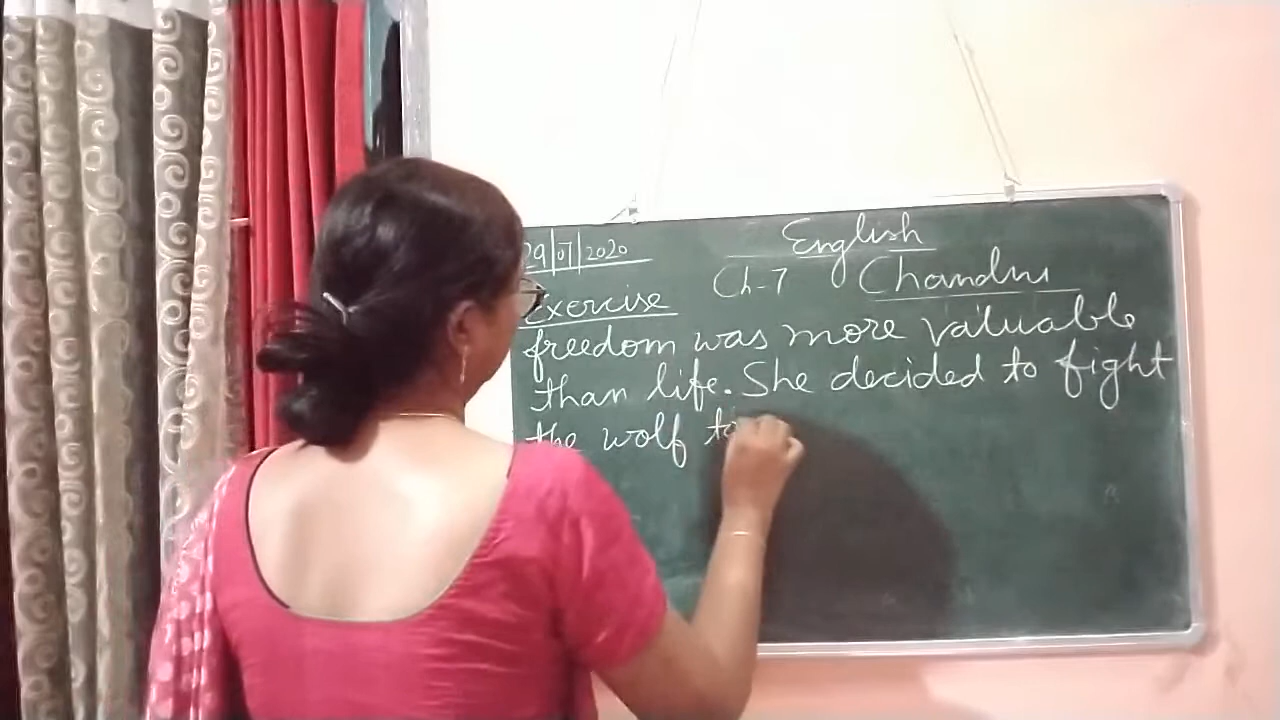 29/07/2020 English
Ch-7 Chandni
Exercise
freedom was more valuable
than life. She decided to fight
the wolf